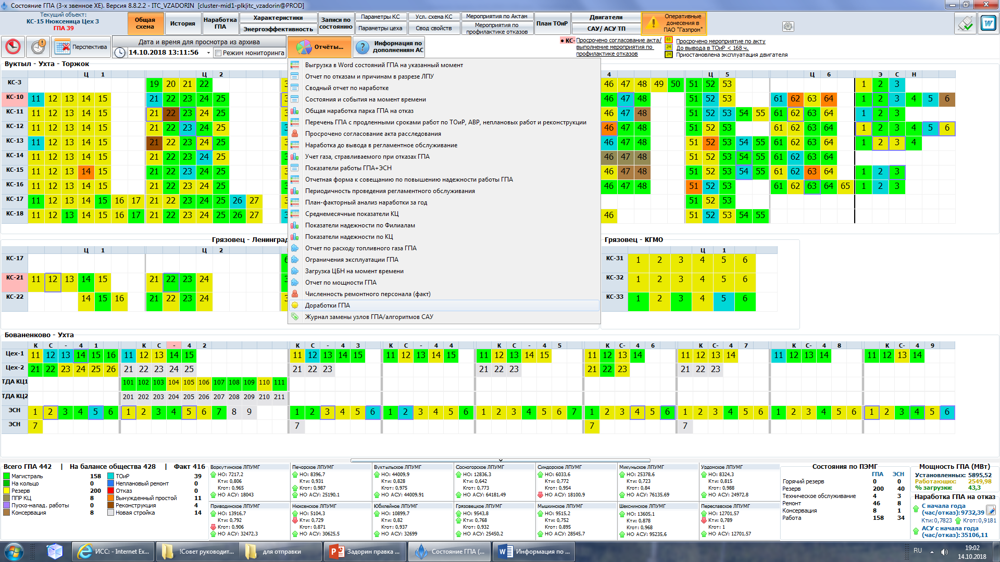 Состояние ГПА (3-х звенное XE). Версия 8.8.2.2 - ITC_VZADORIN [cluster-mid1-plk|itc_vzadorin@PROD]
Текущий объект:
КС-15 Нюксеница Цех 3
ГПА 39
Общая схема
История
Наработка ГПА
Характеристики
Энергоэффективность
Записи по состоянию
Параметры КС
Параметры цеха
Усл. схема КС
Свод свойств
Мероприятия по Актам
Мероприятия по профилактике отказов
План ТОиР
Двигатели
САУ/ АСУ ТП
Оперативные донесения в ПАО "Газпром"
Перспектива
Дата и время для просмотра из архива
14.10.2018 13:11:56
Режим мониторинга
Отчёты...
Информация по дополнениям АС
• КС- Просрочено согласование акта/
выполнение мероприятия по
профилактике отказов
61 Просрочено мероприятие по акту
24 До вывода в ТОиР < 168 ч.
24 Приостановлена эксплуатация двигателя
Выгрузка в Word состояний ГПА на указанный момент
Отчет по отказам и причинам в разрезе ЛПУ
Сводный отчет по наработке
Состояния и события на момент времени
Общая наработка парка ГПА на отказ
Перечень ГПА с продленными сроками работ по ТОиР, АВР, неплановых работ и реконструкции
Просрочено согласование акта расследования
Наработка до вывода в регламентное обслуживание
Учет газа, стравливаемого при отказах ГПА
Показатели работы ГПА+ЭСН
Отчетная форма к совещанию по повышению надежности работы ГПА
Периодичность проведения регламентного обслуживания
План-факторный анализ наработки за год
Среднемесячные показатели КЦ
Показатели надежности по Филиалам
Показатели надежности по КЦ
Отчет по расходу топливного газа ГПА
Ограничения эксплуатации ГПА
Загрузка ЦБН на момент времени
Отчет по мощности ГПА
Численность ремонтного персонала (факт)
Доработки ГПА
Журнал замены узлов ГПА/алгоритмов САУ
Вуктыл - Ухта - Торжок
Ц 1 Ц 2 4 Ц 5 Ц 6 Э С Н
КС-3 19 20 21 22 3 46 47 48 49 50 51 52 53 1 2 3
КС-10 11 12 13 14 15 21 22 23 24 25 3 46 47 48 51 52 53 61 62 63 64 1 2 3 4 5 6
КС-11 11 12 13 14 15 21 22 23 24 25 3 46 47 48 51 52 53 54 55 61 62 63 64 1 2 3
КС-12 11 12 13 14 15 21 22 23 24 25 3 46 47 48 51 52 53 61 62 63 64 1 2 3 4 5 6
КС-13 11 12 13 14 15 21 22 23 24 25 3 46 47 48 51 52 53 54 55 61 62 63 64 1 2 3 4
КС-14 11 12 13 14 15 21 22 23 24 25 3 46 47 48 51 52 53 54 55 61 62 63 64
КС-15 11 12 13 14 15 21 22 23 24 25 3 46 47 48 51 52 53 54 55 61 62 63 64 1 2 3
КС-16 11 12 13 14 15 21 22 23 24 25 3 46 47 48 51 52 53 61 62 63 64 65 1 2 3
КС-17 11 12 13 14 15 16 17 21 22 23 24 25 26 27 3 51 52 53
КС-18 11 12 13 14 15 16 17 21 22 23 24 25 26 27 3 46 51 52 53 54 55
Грязовец - Ленинград
Ц 1 Ц 2
КС-17 6
КС-21 11 12 13 14 15 21 22 23 24 3
КС-22 14 15 16 21 22 23 24 3
Грязовец - КГМО
Ц 1
КС-31 1 2 3 4 5 6
КС-32 1 2 3 4 5 6
КС-33 1 2 3 4 5 6
Бованенково - Ухта
К С - 4 1 К С - 4 2 К С - 4 3 К С - 4 4 К С - 4 5 К С- 4 6 К С- 4 7 К С- 4 8 К С- 4 9
Цех-1 11 12 13 14 15 16 11 12 13 14 15 11 12 13 14 15 11 12 13 14 15 11 12 13 14 15 11 12 13 14 11 12 13 14 11 12 13 14 11 12 13 14
Цех-2 21 22 23 24 25 26 21 22 23 24 25 21 22 23 21 22 23 21 22 23 21 22 23
ТДА КЦ1 101 102 103 104 105 106 107 108 109 110 111
ТДА КЦ2 201 202 203 204 205 206 207 208 209 210 211
ЭСН 1 2 3 4 5 6 1 2 3 4 5 6 7 8 9 1 2 3 4 5 6 1 2 3 4 5 6 1 2 3 4 5 6 7 1 2 3 4 5 6 1 2 3 4 5 6 1 2 3 4 5 6 1 2 3 4 5 6
ЭСН 7 7 7 7
Всего ГПА 442 | На балансе общества 428 | Факт 416
Магистраль 158 ТОиР 39
На кольцо 0 Неплановый ремонт 0
Резерв 200 Отказ 0
ППР КЦ 8 Вынужденный простой 11
Пуско-налад. работы 0 Реконструкция 4
Консервация 8 Новая стройка 14
Воркутинское ЛПУМГ
НО: 7217,2
Кти: 0,806
Кгот: 0,965
НО АСУ: 18043
Печорское ЛПУМГ
НО: 8396,7
Кти: 0,931
Кгот: 0,987
НО АСУ: 25190,1
Вуктыльское ЛПУМГ
НО: 44009,9
Кти: 0,828
Кгот: 0,975
НО АСУ: 44009,91
Сосногорское ЛПУМГ
НО: 12836,3
Кти: 0,642
Кгот: 0,773
НО АСУ: 64181,49
Синдорское ЛПУМГ
НО: 6033,6
Кти: 0,772
Кгот: 0,954
НО АСУ: 18100,9
Микуньское ЛПУМГ
НО: 25378,6
Кти: 0,723
Кгот: 0,84
НО АСУ: 76135,69
Урдомское ЛПУМГ
НО: 8324,3
Кти: 0,815
Кгот: 0,988
НО АСУ: 24972,8
Приводинское ЛПУМГ
НО: 13916,7
Кти: 0,792
Кгот: 0,906
НО АСУ: 32472,3
Нюксенское ЛПУМГ
НО: 5104,3
Кти: 0,729
Кгот: 0,871
НО АСУ: 30625,5
Юбилейное ЛПУМГ
НО: 10899,7
Кти: 0,82
Кгот: 0,937
НО АСУ: 32699
Грязовецкое ЛПУМГ
НО: 9543,8
Кти: 0,768
Кгот: 0,932
НО АСУ: 25450,2
Мышкинское ЛПУМГ
НО: 9515,2
Кти: 0,752
Кгот: 0,895
НО АСУ: 28545,7
Шекснинское ЛПУМГ
НО: 13605,1
Кти: 0,878
Кгот: 0,968
НО АСУ: 95235,6
Переславское ЛПУМГ
НО: 12701,57
Кти: 0,789
Кгот: 1
НО АСУ: 12701,57
Состояния по ПЭМГ
ГПА ЭСН
Горячий резерв 0 0
Резерв 200 40
Техническое обслуживание 4 3
Ремонт 46 8
Консервация 8 1
Работа 158 34
Мощность ГПА (МВт)
Установленных: 5895,52
Работающих: 2549,98
% загрузки: 43,3
Наработка ГПА на отказ
С начала года
(час/отказ): 9732,39
Кти:0,7823 Кгот:0,9181
АСУ с начала года
(час/отказ): 35106,11
ИСС: - Internet Ex...
!Совет руководит...
для отправки
Задорин правка ...
Состояние ГПА (...
Информация по ...
RU
19:02
14.10.2018